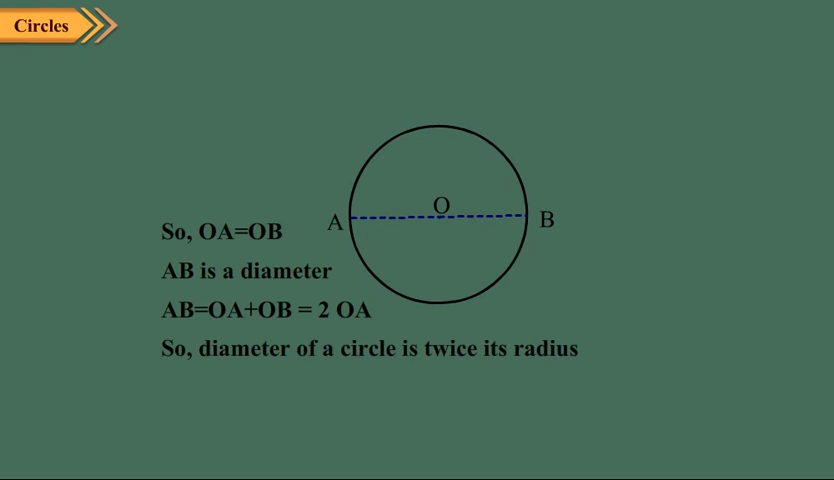 Circles
O
A
B
So, OA=OB
AB is a diameter
AB=OA+OB = 2 OA
So, diameter of a circle is twice its radius